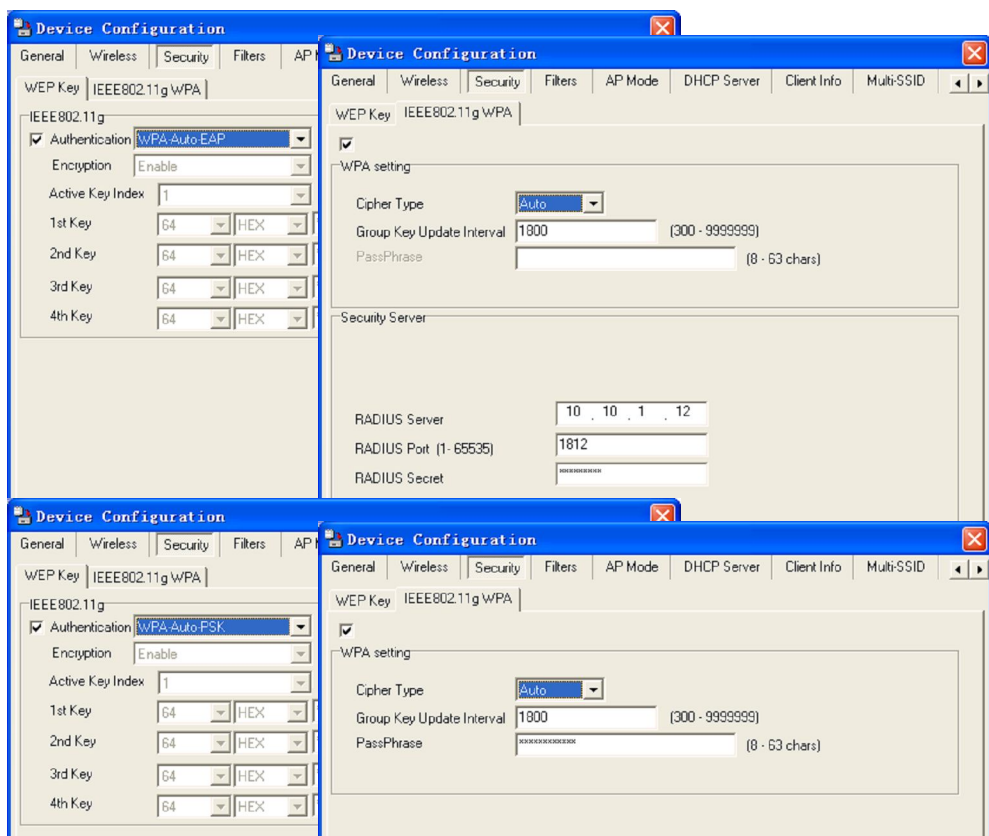 Device Configuration
General Wireless Security Filters AP
WEP Key IEEE802.11g WPA
IEEE802.11g
Authentication WPA-Auto-EAP
Encryption Enable
Active Key Index 1
1st Key 64 HEX
2nd Key 64 HEX
3rd Key 64 HEX
4th Key 64 HEX
Device Configuration
General Wireless Security Filters AP Mode DHCP Server Client Info Multi-SSID
WEP Key IEEE802.11g WPA
WPA setting
Cipher Type Auto
Group Key Update Interval 1800 (300 - 9999999)
PassPhrase (8 - 63 chars)
Security Server
RADIUS Server 10 . 10 . 1 . 12
RADIUS Port (1- 65535) 1812
RADIUS Secret *********
Device Configuration
General Wireless Security Filters AP
WEP Key IEEE802.11g WPA
IEEE802.11g
Authentication WPA-Auto-PSK
Encryption Enable
Active Key Index 1
1st Key 64 HEX
2nd Key 64 HEX
3rd Key 64 HEX
4th Key 64 HEX
Device Configuration
General Wireless Security Filters AP Mode DHCP Server Client Info Multi-SSID
WEP Key IEEE802.11g WPA
WPA setting
Cipher Type Auto
Group Key Update Interval 1800 (300 - 9999999)
PassPhrase ************ (8 - 63 chars)